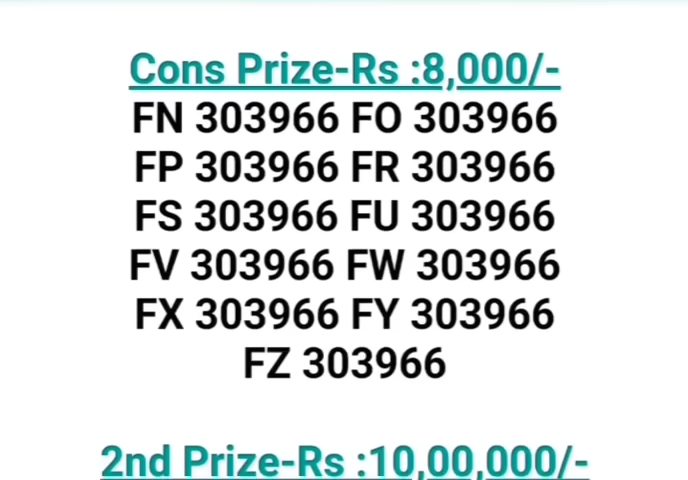 Cons Prize-Rs :8,000/-
FN 303966 FO 303966
FP 303966 FR 303966
FS 303966 FU 303966
FV 303966 FW 303966
FX 303966 FY 303966
FZ 303966
2nd Prize-Rs :10,00,000/-